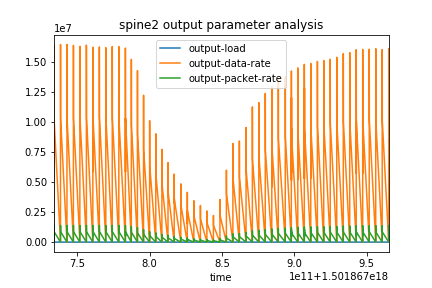 spine2 output parameter analysis
1e7
output-load
output-data-rate
output-packet-rate
1.50
1.25
1.00
0.75
0.50
0.25
0.00
7.5 8.0 8.5 9.0 9.5
time
1e11+1.501867e18